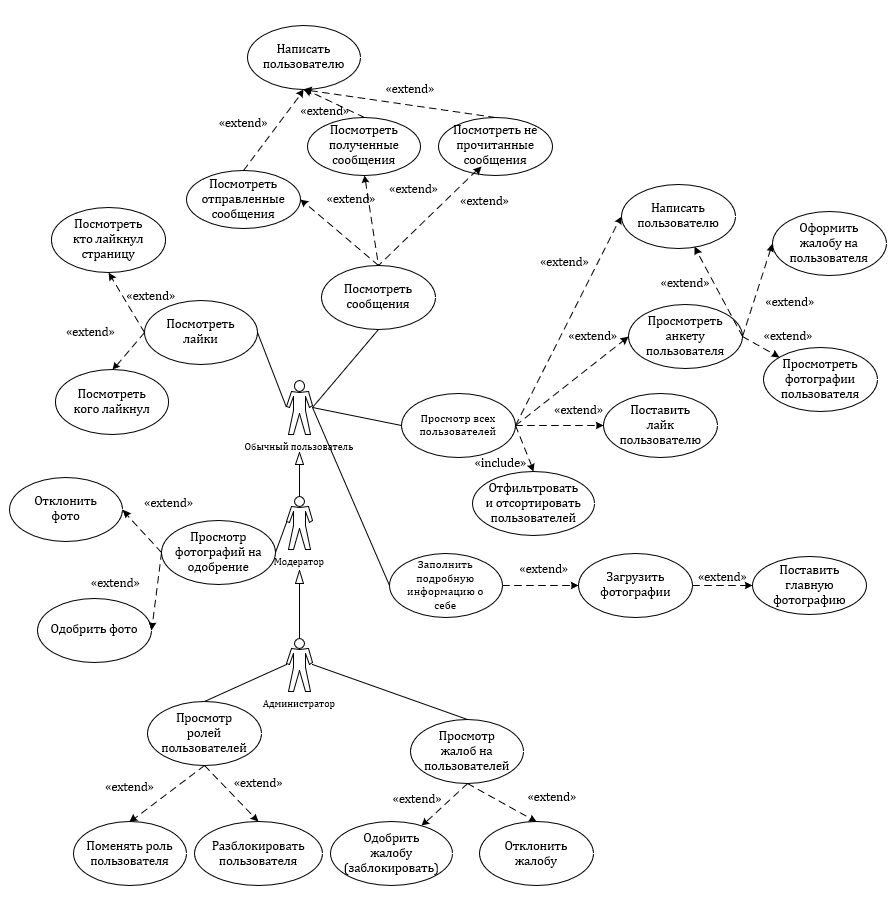 Написать
пользователю
«extend»
«extend»
«extend»
Посмотреть
полученные
сообщения
Посмотреть не
прочитанные
сообщения
Посмотреть
отправленные
сообщения
«extend»
«extend»
«extend»
Посмотреть
кто лайкнул
страницу
Написать
пользователю
Оформить
жалобу на
пользователя
«extend»
Посмотреть
сообщения
«extend»
«extend»
«extend»
«extend»
Посмотреть
лайки
«extend»
Просмотреть
анкету
пользователя
«extend»
«extend»
Просмотреть
фотографии
пользователя
Посмотреть
кого лайкнул
Просмотр всех
пользователей
«extend»
Поставить
лайк
пользователю
Обычный пользователь
«include»
Отфильтровать
и отсортировать
пользователей
Отклонить
фото
«extend»
Просмотр
фотографий на
одобрение
Модератор
«extend»
Заполнить
подробную
информацию о
себе
«extend»
Загрузить
фотографии
«extend»
Поставить
главную
фотографию
Одобрить фото
Администратор
Просмотр
ролей
пользователей
Просмотр
жалоб на
пользователей
«extend»
«extend»
«extend»
«extend»
Поменять роль
пользователя
Разблокировать
пользователя
Одобрить
жалобу
(заблокировать)
Отклонить
жалобу